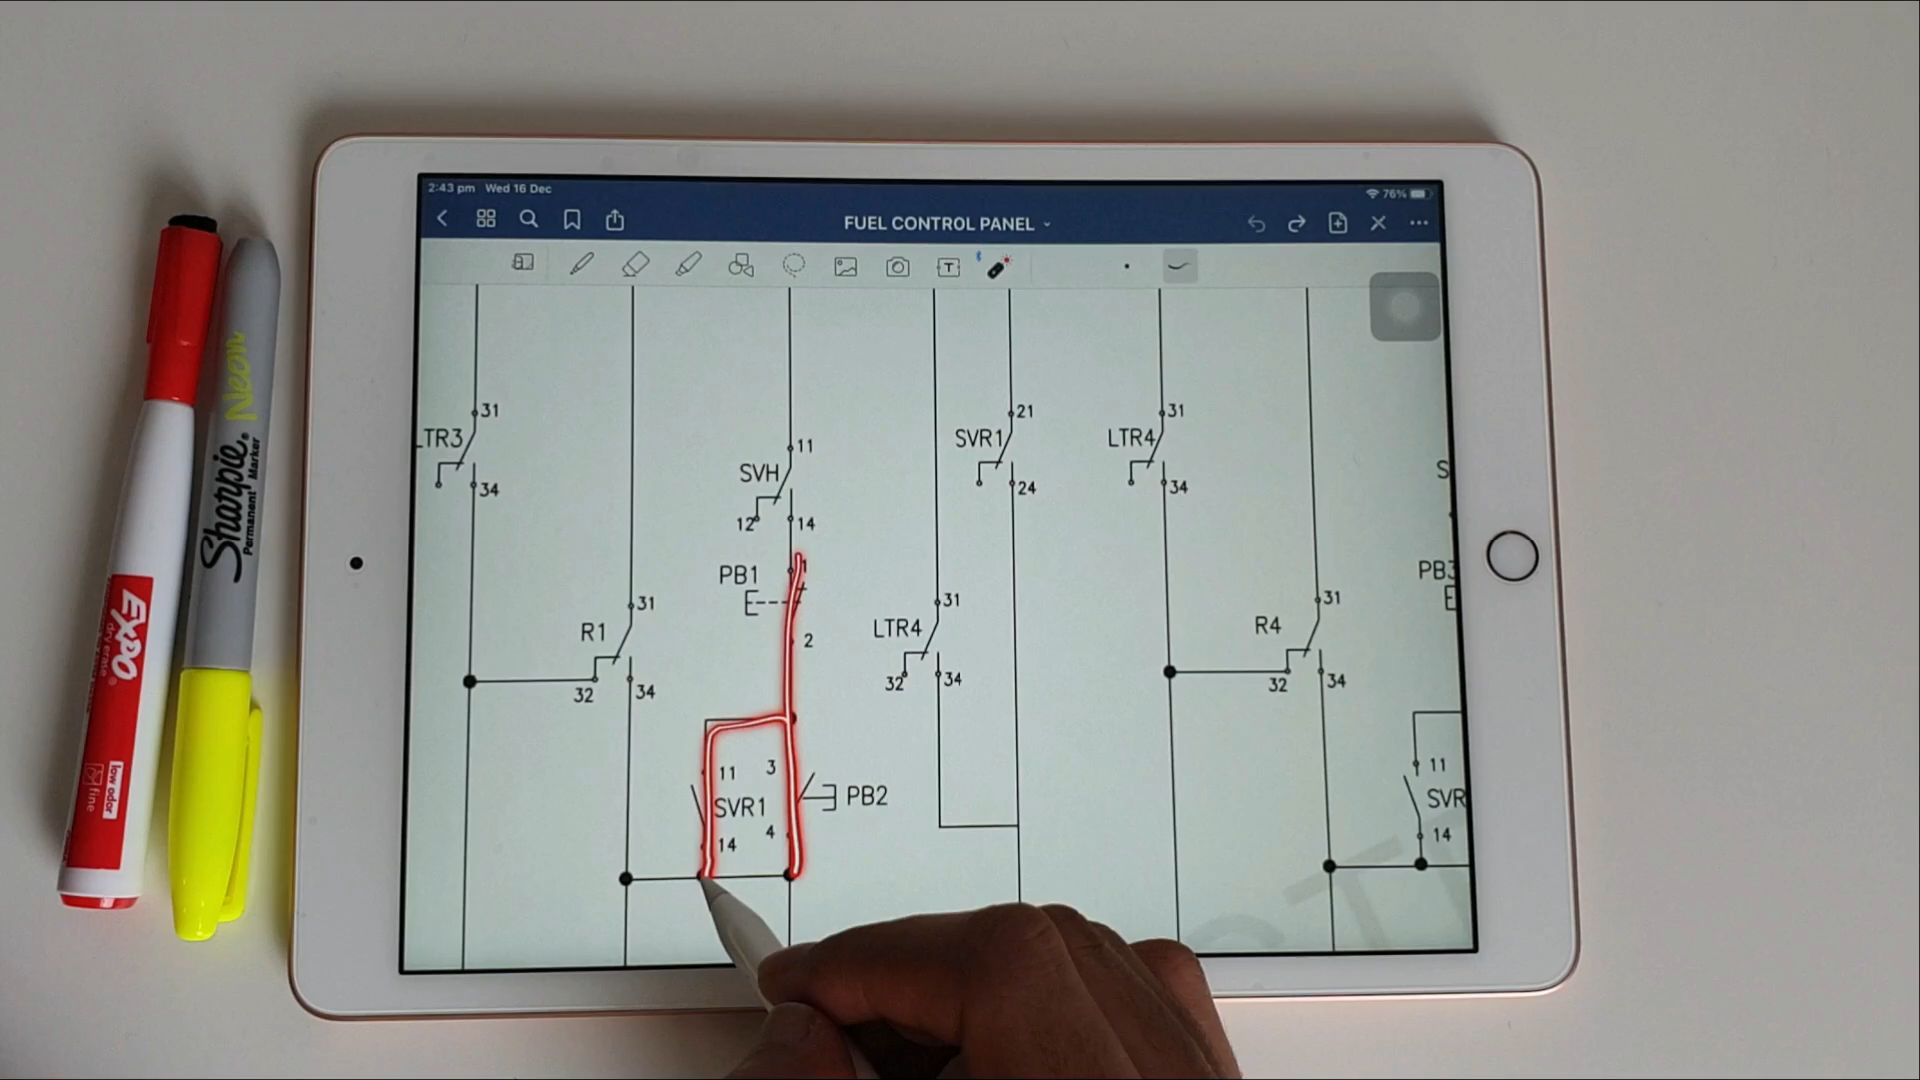 2:43 pm Wed 16 Dec
76%
FUEL CONTROL PANEL
T
31
LTR3
34
31
R1
32
34
11
SVH
12
14
PB1
1
2
11
3
SVR1
PB2
4
14
21
SVR1
24
31
LTR4
32
34
31
LTR4
34
31
R4
32
34
S
PB3
11
SVR
14
Neon
Sharpie®
Permanent Marker
EXPO®
dry erase
low odor
fine